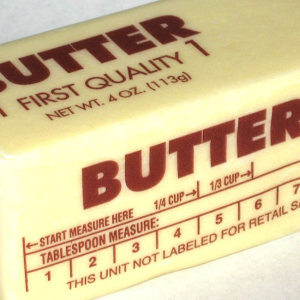 BUTTER
1 FIRST QUALITY 1
NET WT. 4 OZ. (113g)
BUTTER
1/4 CUP 1/3 CUP
START MEASURE HERE
TABLESPOON MEASURE:
1 2 3 4 5 6 7
THIS UNIT NOT LABELED FOR RETAIL